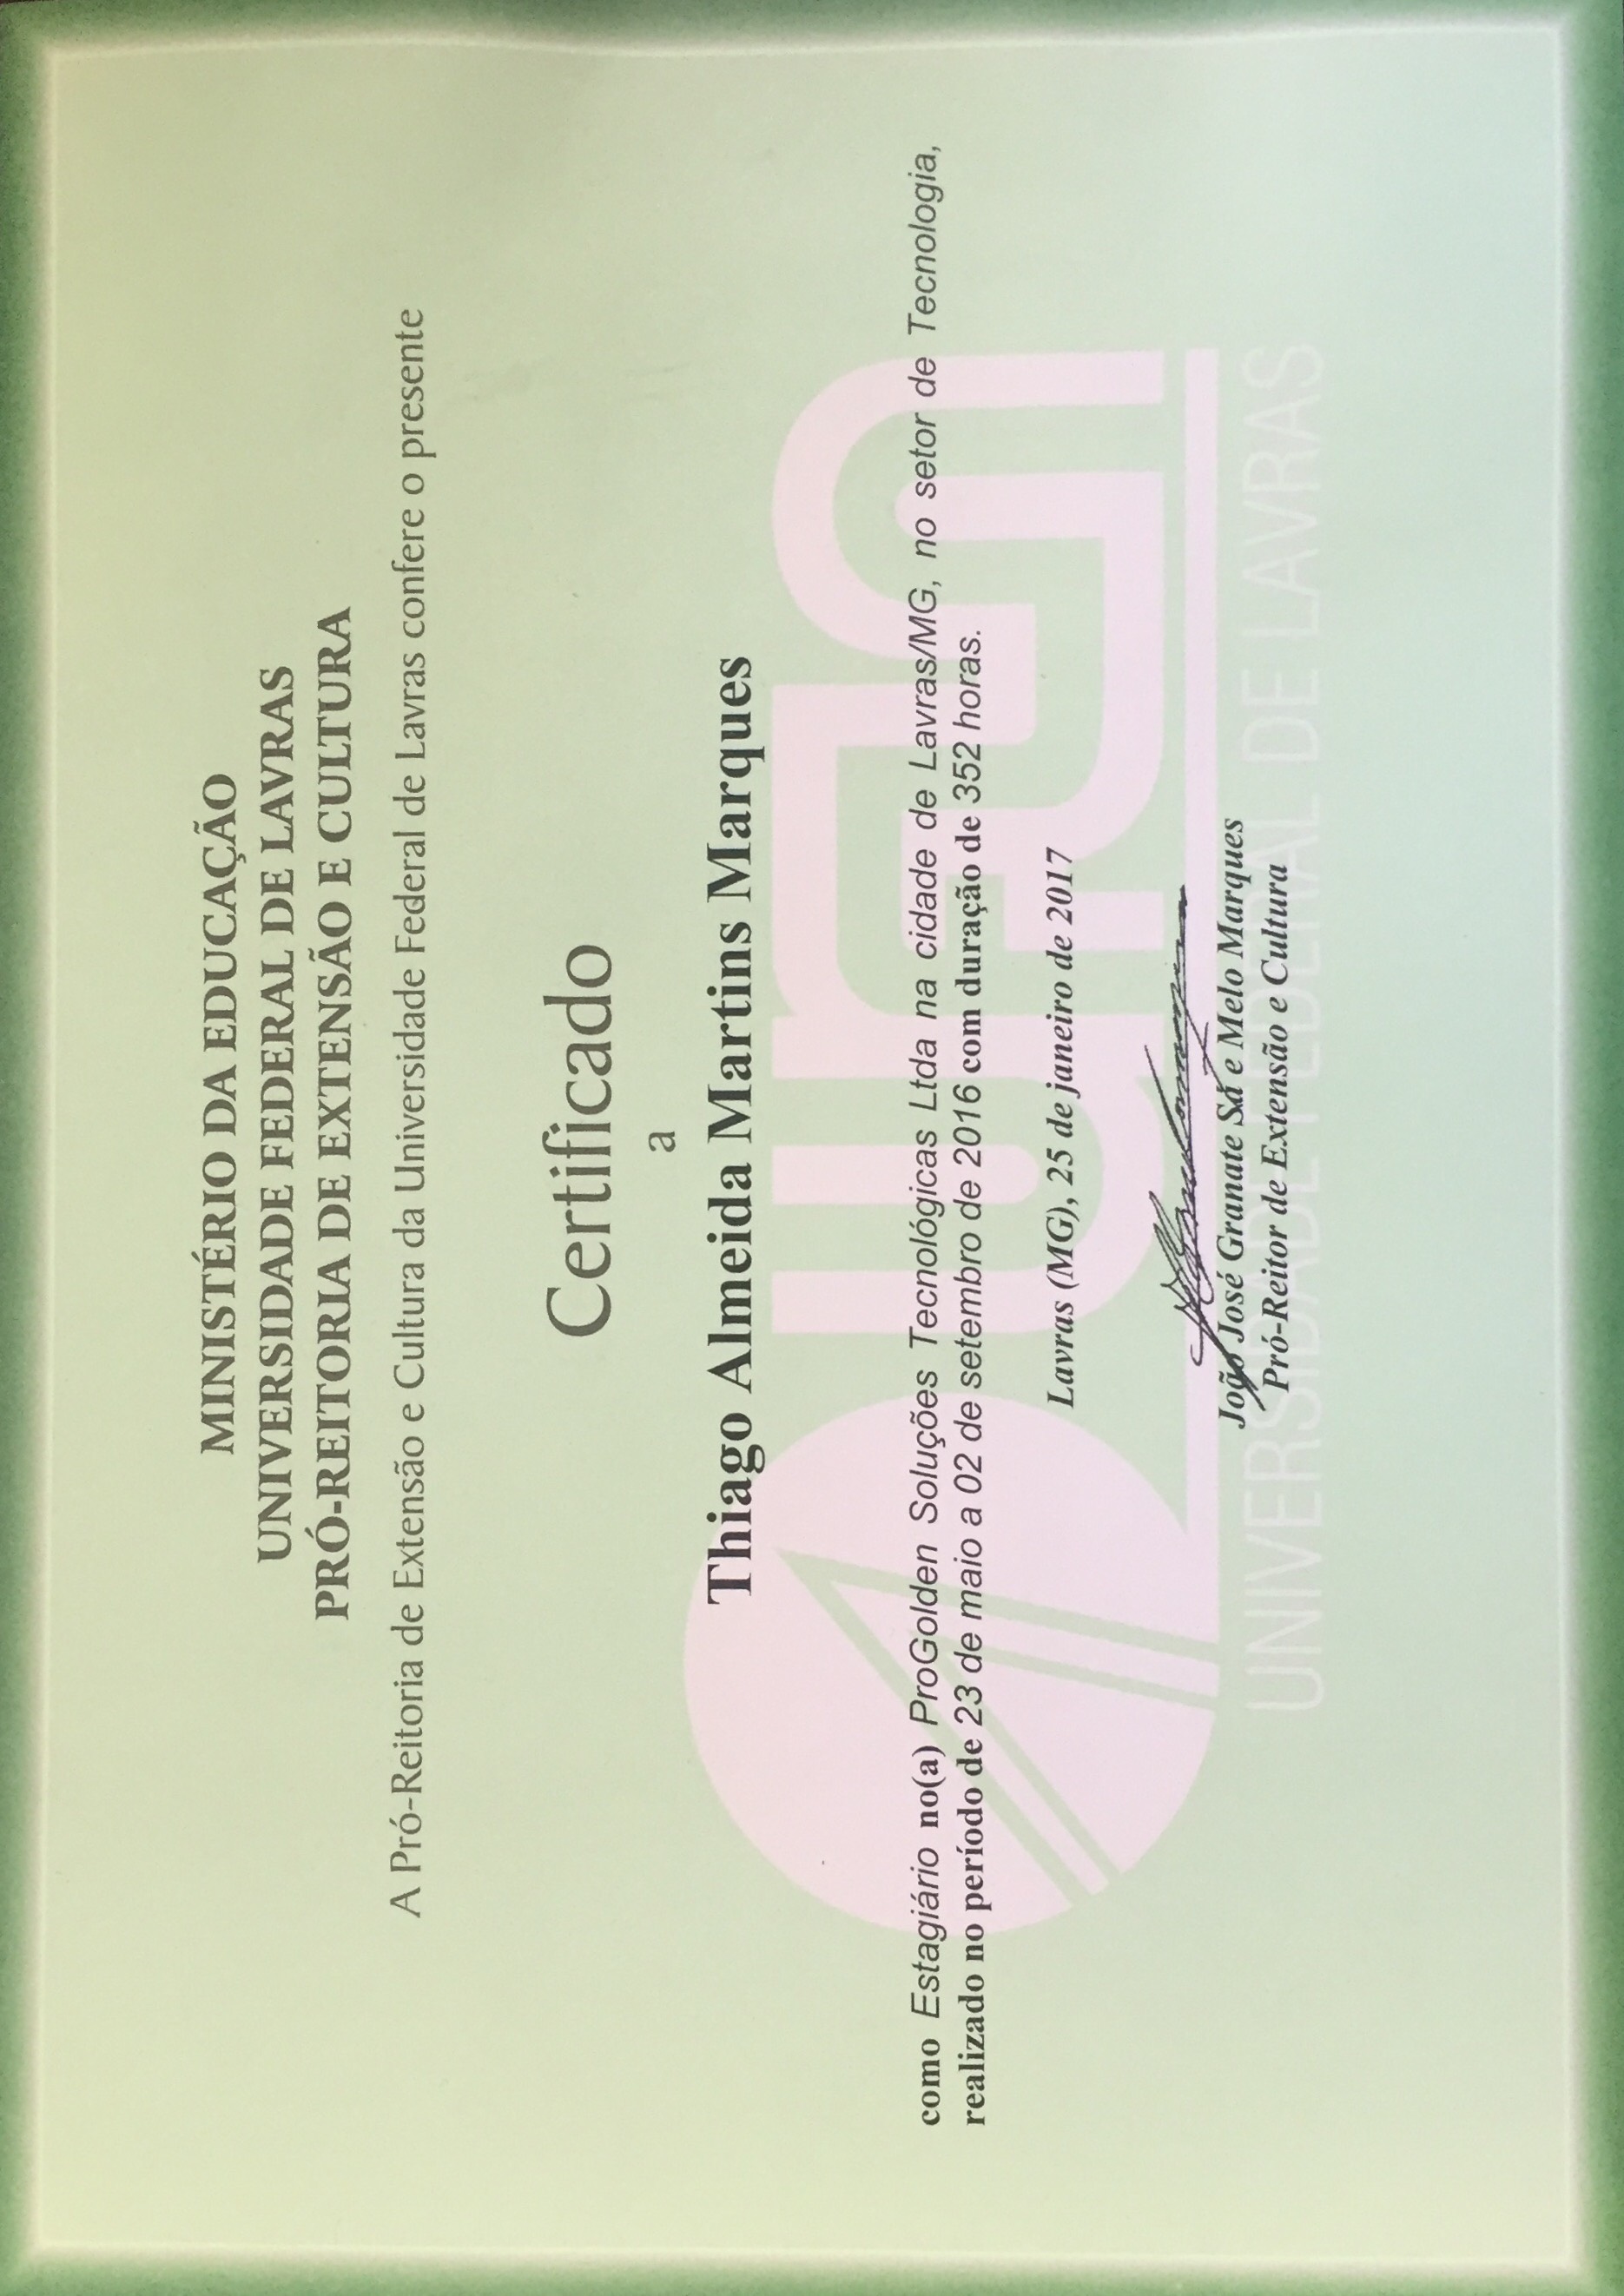 MINISTÉRIO DA EDUCAÇÃO
UNIVERSIDADE FEDERAL DE LAVRAS
PRÓ-REITORIA DE EXTENSÃO E CULTURA
A Pró-Reitoria de Extensão e Cultura da Universidade Federal de Lavras confere o presente
Certificado
a
Thiago Almeida Martins Marques
como Estagiário no(a) ProGolden Soluções Tecnológicas Ltda na cidade de Lavras/MG, no setor de Tecnologia,
realizado no período de 23 de maio a 02 de setembro de 2016 com duração de 352 horas.
Lavras (MG), 25 de janeiro de 2017
João José Granate Sá e Melo Marques
Pró-Reitor de Extensão e Cultura
UFLA
UNIVERSIDADE FEDERAL DE LAVRAS